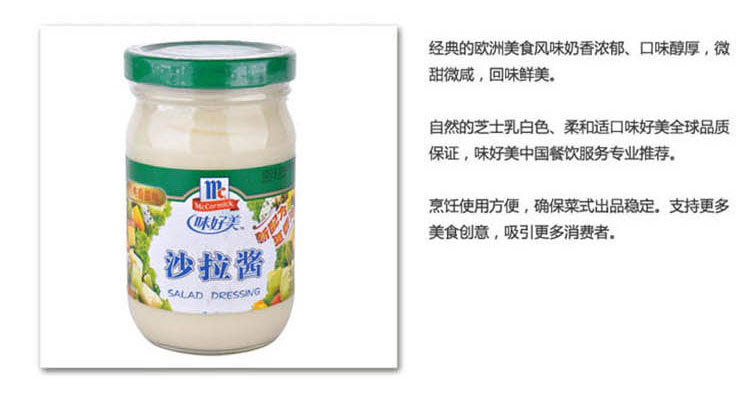 mc
McCormick
味好美™
沙拉酱
SALAD DRESSING
经典的欧洲美食风味奶香浓郁、口味醇厚，微
甜微咸，回味鲜美。
自然的芝士乳白色、柔和适口味好美全球品质
保证，味好美中国餐饮服务专业推荐。
烹饪使用方便，确保菜式出品稳定。支持更多
美食创意，吸引更多消费者。